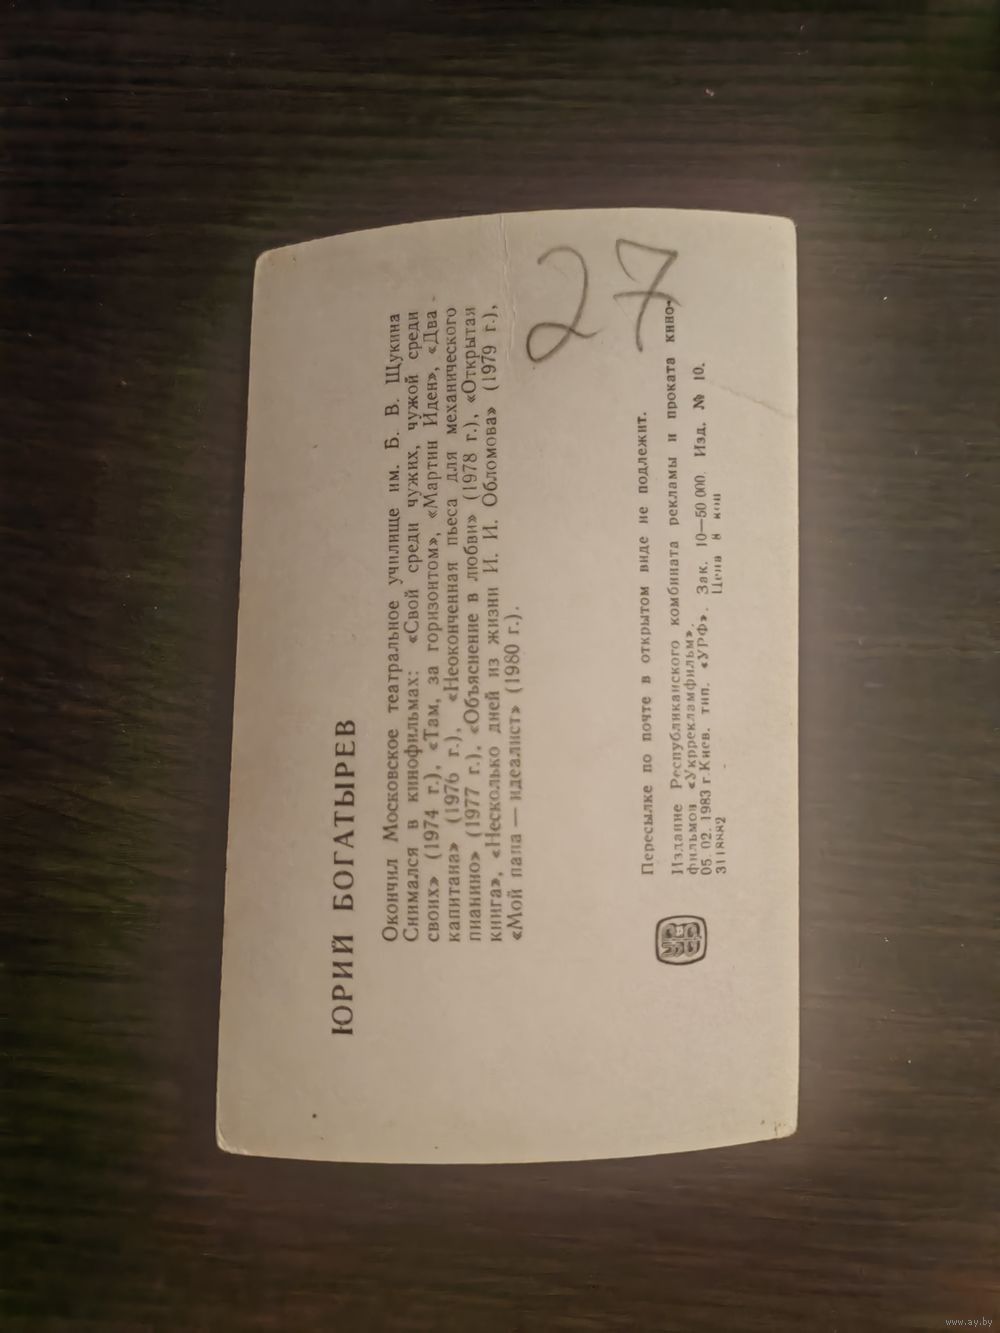 ЮРИЙ БОГАТЫРЕВ
Окончил Московское театральное училище им. Б. В. Щукина
Снимался в кинофильмах: «Свой среди чужих, чужой среди
своих» (1974 г.), «Там, за горизонтом», «Мартин Иден», «Два
капитана» (1976 г.), «Неоконченная пьеса для механического
пианино» (1977 г.), «Объяснение в любви» (1978 г.), «Открытая
книга», «Несколько дней из жизни И. И. Обломова» (1979 г.),
«Мой папа — идеалист» (1980 г.).
27
Пересылке по почте в открытом виде не подлежит.
Издание Республиканского комбината рекламы и проката кино-
фильмов «Укррекламфильм».
05 02. 1983 г. Киев. тип. «УРФ». Зак. 10—50 000. Изд. № 10.
3118882 Цена 8 коп
www.ay.by